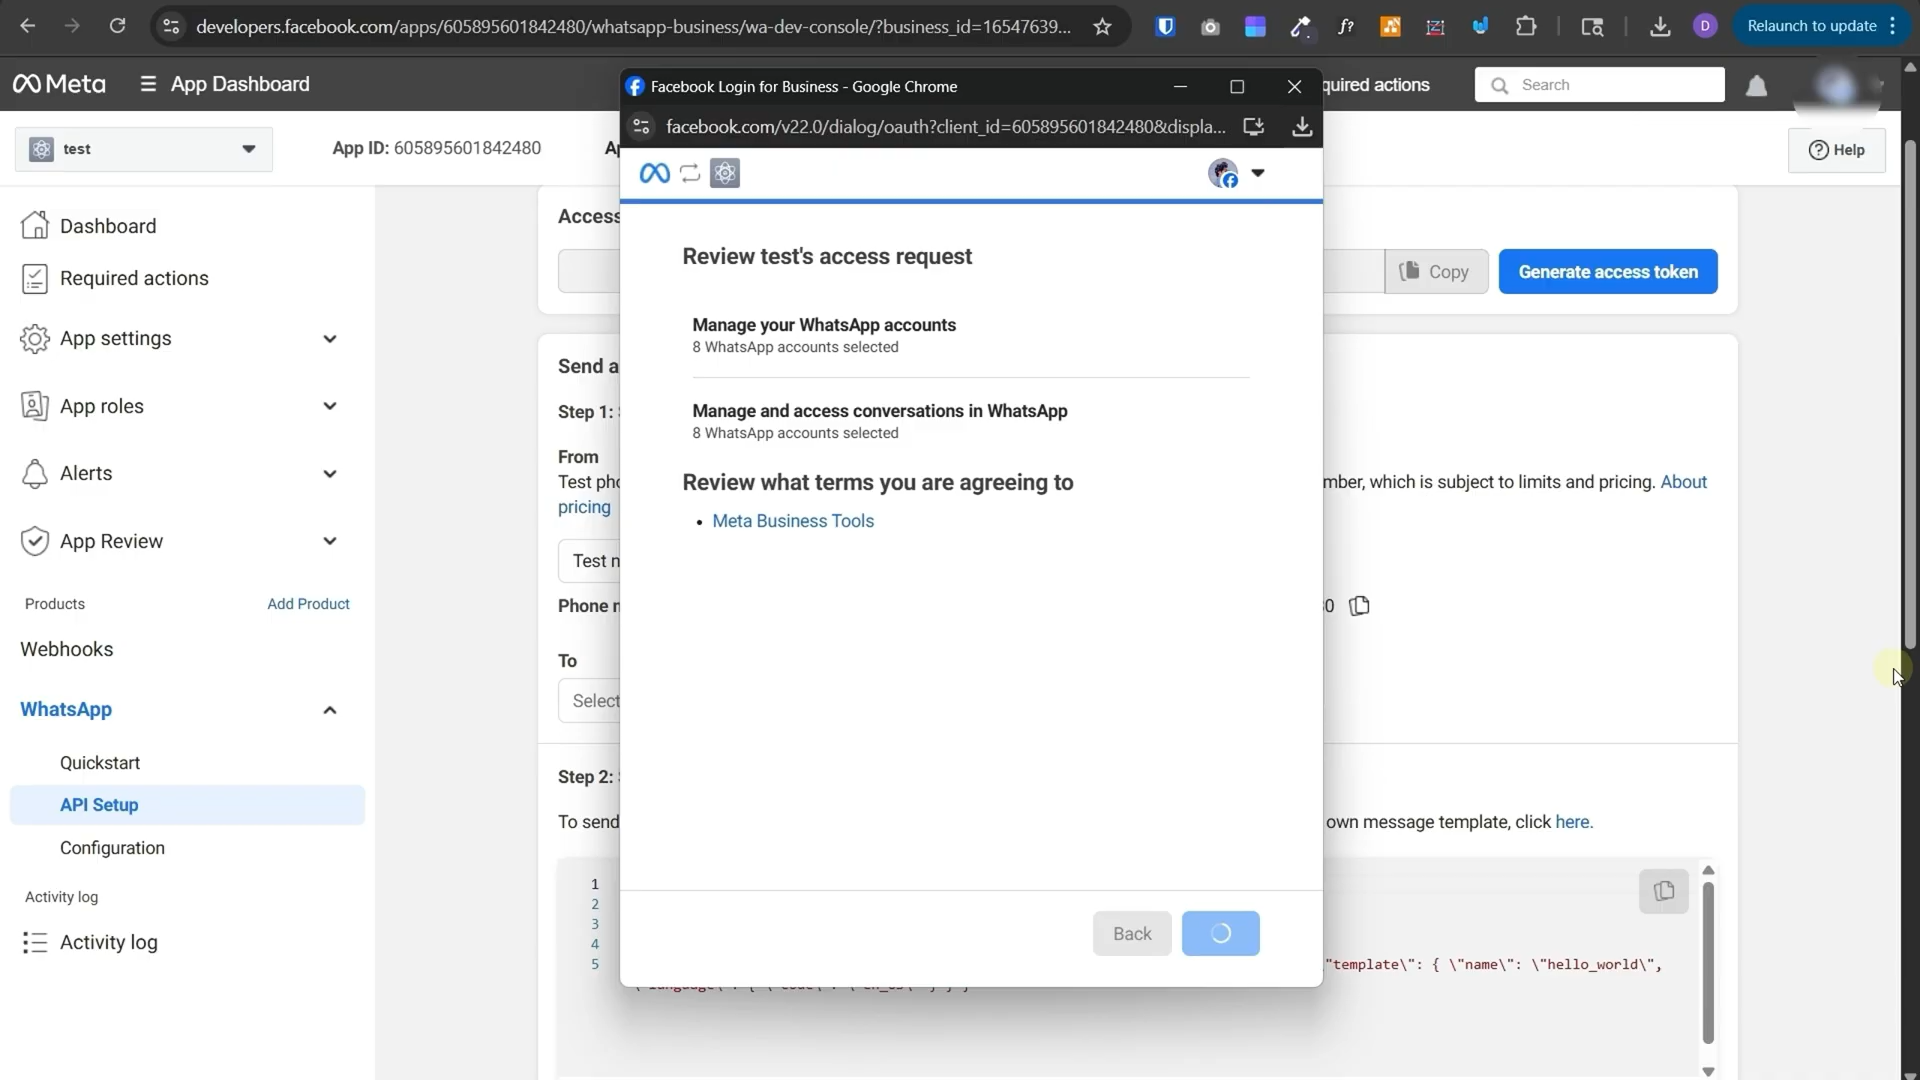 developers.facebook.com/apps/605895601842480/whatsapp-business/wa-dev-console/?business_id=16547639...
f?
D
Relaunch to update
Meta
App Dashboard
quired actions
Search
test
App ID: 605895601842480
Help
Dashboard
Required actions
App settings
App roles
Alerts
App Review
Products
Add Product
Webhooks
WhatsApp
Quickstart
API Setup
Configuration
Activity log
Activity log
Facebook Login for Business - Google Chrome
facebook.com/v22.0/dialog/oauth?client_id=605895601842480&displa...
Review test's access request
Manage your WhatsApp accounts
8 WhatsApp accounts selected
Manage and access conversations in WhatsApp
8 WhatsApp accounts selected
Review what terms you are agreeing to
• Meta Business Tools
Back
Access
Copy
Generate access token
Send a
Step 1:
From
Test pho
mber, which is subject to limits and pricing. About
pricing
Test n
Phone n
To
Select
Step 2:
To send
own message template, click here.
1
2
3
4
5
"template\": { \"name\": \"hello_world\",